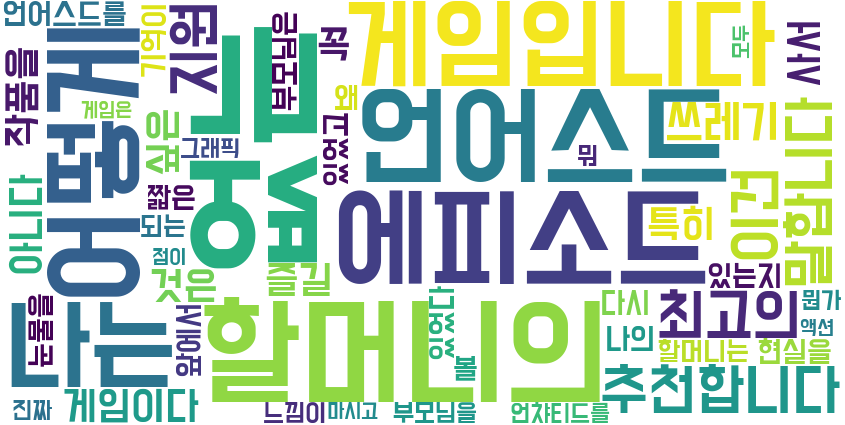 언어스드를
기억이
지원
부모님은
꼭
게임입니다
모두
서사
작품을
어떻게
게임은
싶은
그래픽
어느
없
있었고
왜
언어스트
쓰레기
뭐
말합니다
이건
아니다
짧은
되는
점이
것은
즐길
에피소드
특히
있는지
눈물을
나는
앞에서
할머니의
있었다
볼
다시
나의
최고의
뭔가
액션
할머니는
현실을
진짜
게임이다
느낌이
마시고
부모님을
언챠티드를
추천합니다